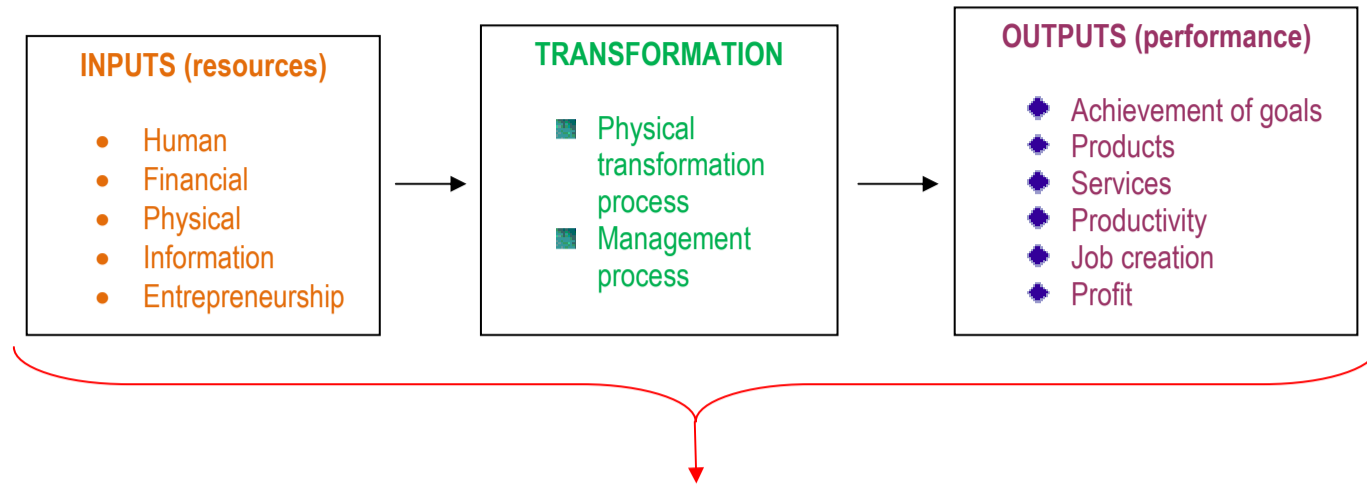 INPUTS (resources)
Human
Financial
Physical
Information
Entrepreneurship
TRANSFORMATION
Physical
transformation
process
Management
process
OUTPUTS (performance)
Achievement of goals
Products
Services
Productivity
Job creation
Profit